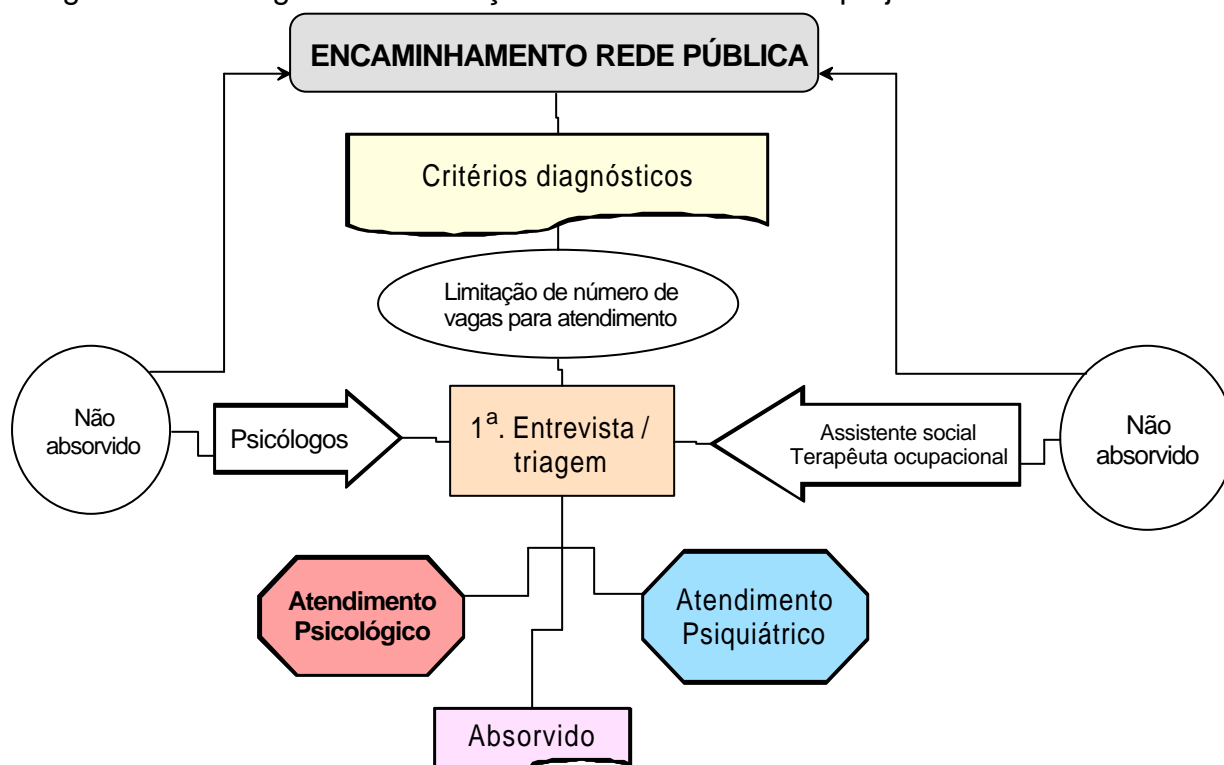 ENCAMINHAMENTO REDE PÚBLICA
Critérios diagnósticos
Limitação de número de
vagas para atendimento
Não
absorvido
Psicólogos
1ª. Entrevista /
triagem
Assistente social
Terapêuta ocupacional
Não
absorvido
Atendimento
Psicológico
Atendimento
Psiquiátrico
Absorvido